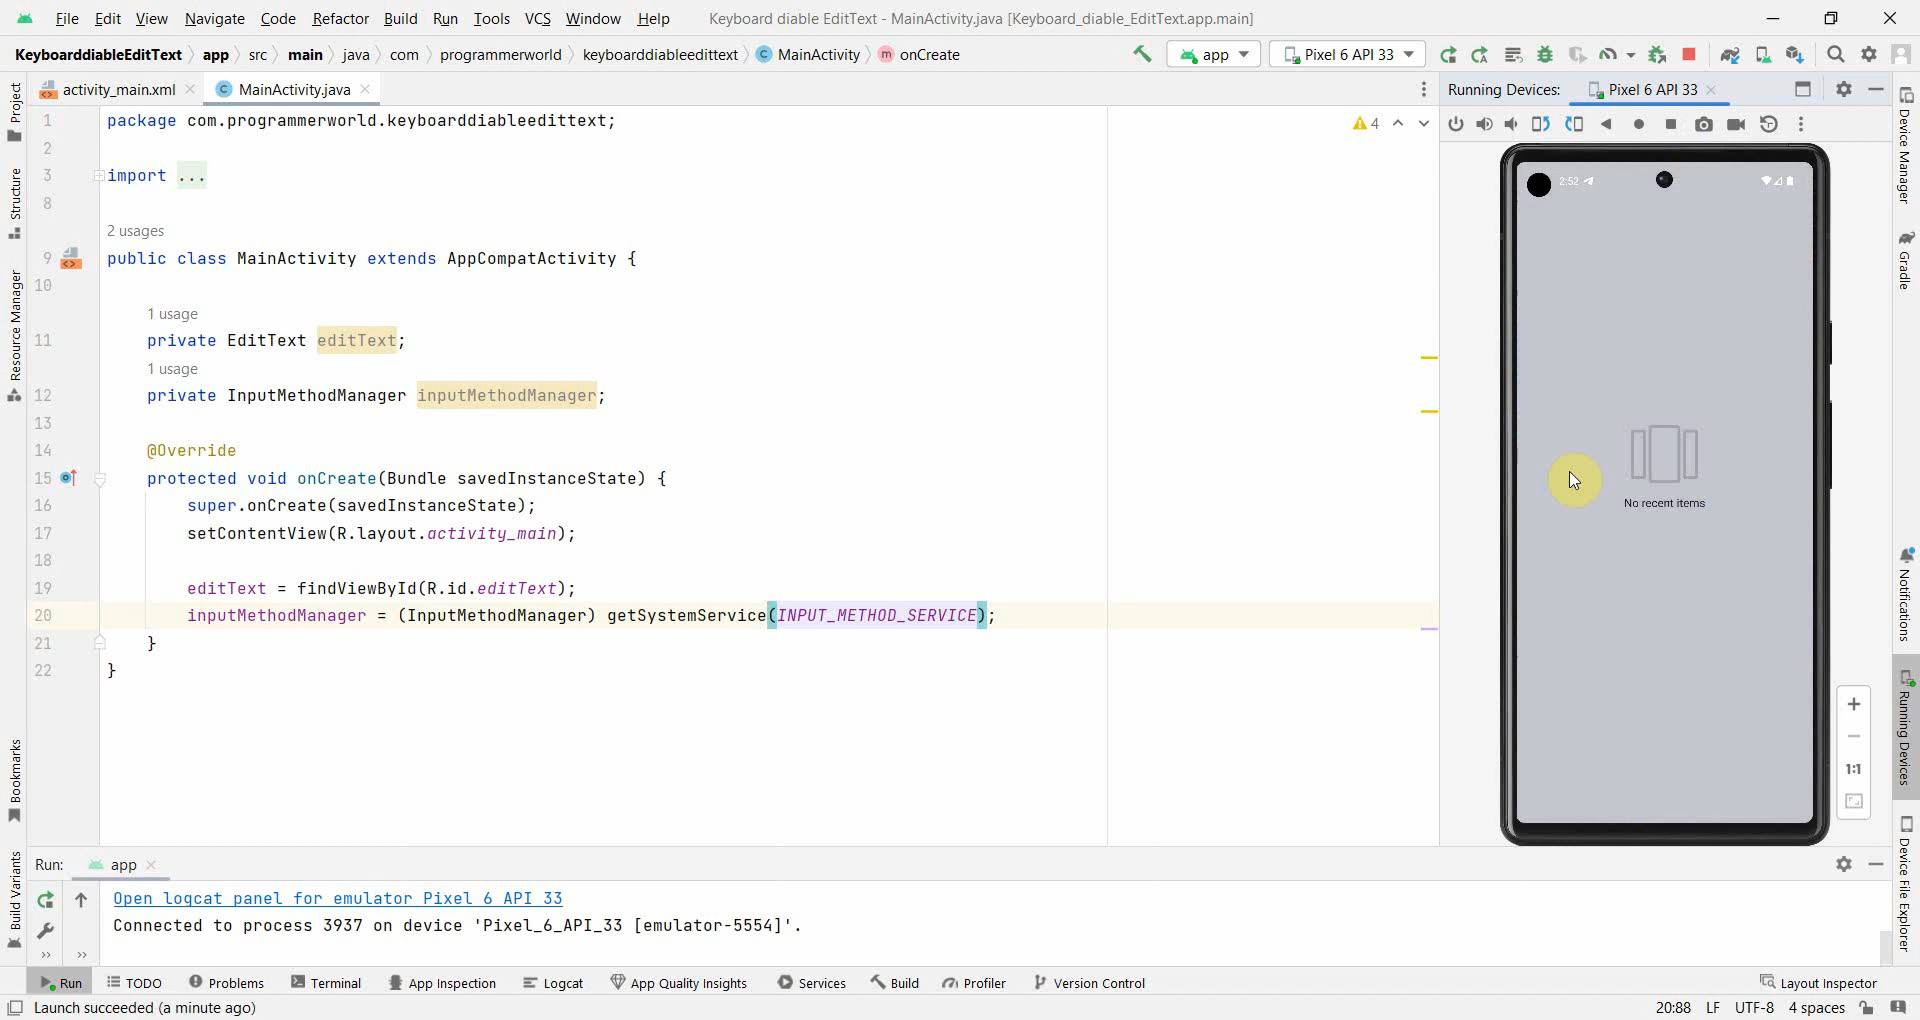 File Edit View Navigate Code Refactor Build Run Tools VCS Window Help Keyboard diable EditText - MainActivity.java [Keyboard_diable_EditText.app.main]
KeyboarddiableEditText app src main java com programmerworld keyboarddiableedittext C MainActivity m onCreate app Pixel 6 API 33
activity_main.xml C MainActivity.java Running Devices: Pixel 6 API 33
1 package com.programmerworld.keyboarddiableedittext; 4
2
3 import ...
8
2 usages
9 public class MainActivity extends AppCompatActivity {
10
1 usage
11 private EditText editText;
1 usage
12 private InputMethodManager inputMethodManager;
13
14 @Override
15 protected void onCreate(Bundle savedInstanceState) {
16 super.onCreate(savedInstanceState);
17 setContentView(R.layout.activity_main);
18
19 editText = findViewById(R.id.editText);
20 inputMethodManager = (InputMethodManager) getSystemService(INPUT_METHOD_SERVICE);
21 }
22 }
2:52
No recent items
1:1
Project
Structure
Resource Manager
Bookmarks
Build Variants
Device Manager
Gradle
Notifications
Running Devices
Device File Explorer
Run: app
Open logcat panel for emulator Pixel 6 API 33
Connected to process 3937 on device 'Pixel_6_API_33 [emulator-5554]'.
Run TODO Problems Terminal App Inspection Logcat App Quality Insights Services Build Profiler Version Control Layout Inspector
Launch succeeded (a minute ago) 20:88 LF UTF-8 4 spaces